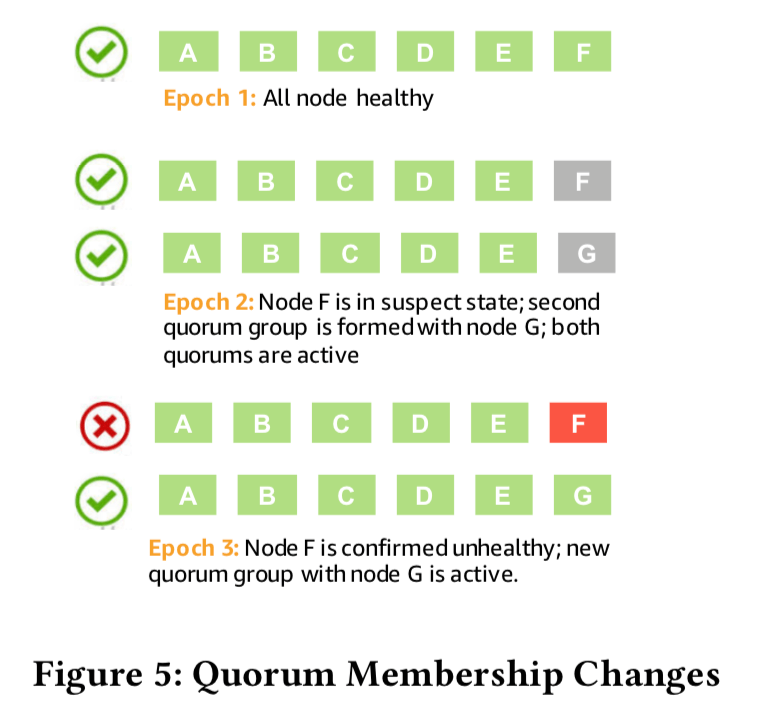 A B C D E F
Epoch 1: All node healthy
A B C D E F
A B C D E G
Epoch 2: Node F is in suspect state; second
quorum group is formed with node G; both
quorums are active
A B C D E F
A B C D E G
Epoch 3: Node F is confirmed unhealthy; new
quorum group with node G is active.
Figure 5: Quorum Membership Changes